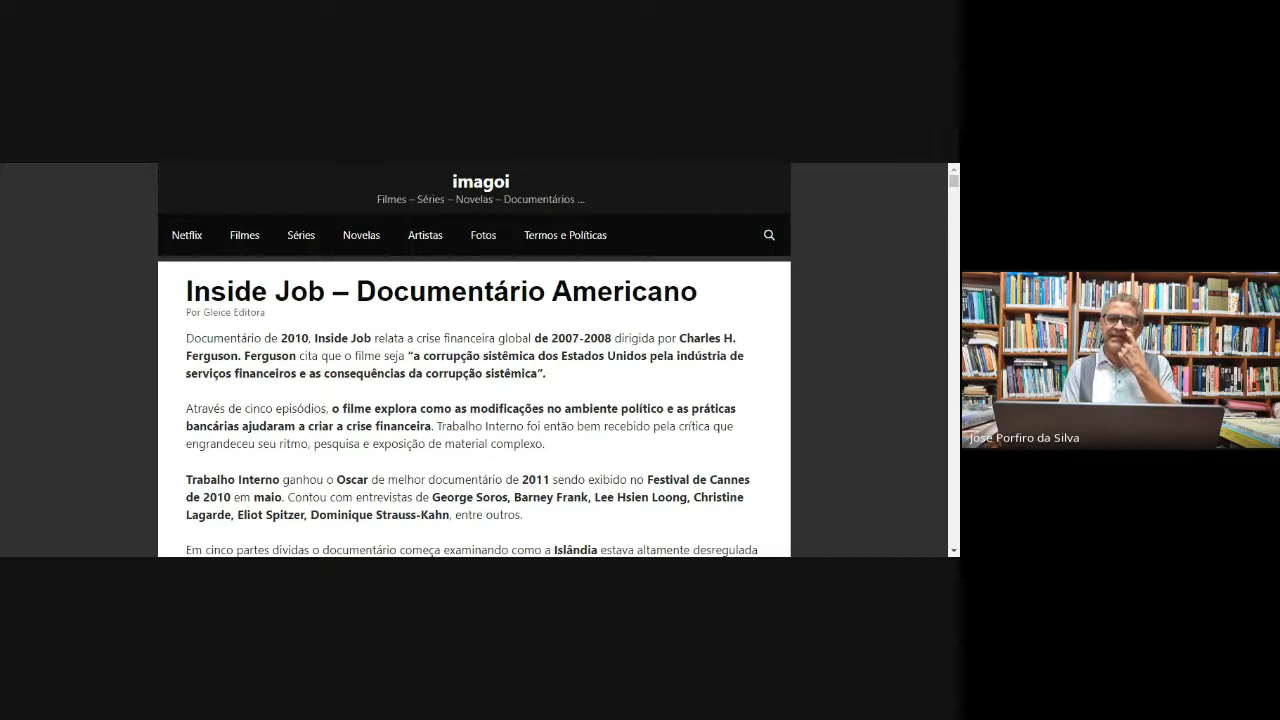 imagoi
Filmes – Séries – Novelas – Documentários ...
Netflix Filmes Séries Novelas Artistas Fotos Termos e Políticas
Inside Job – Documentário Americano
Por Gleice Editora
Documentário de 2010, Inside Job relata a crise financeira global de 2007-2008 dirigida por Charles H.
Ferguson. Ferguson cita que o filme seja “a corrupção sistêmica dos Estados Unidos pela indústria de
serviços financeiros e as consequências da corrupção sistêmica”.
Através de cinco episódios, o filme explora como as modificações no ambiente político e as práticas
bancárias ajudaram a criar a crise financeira. Trabalho Interno foi então bem recebido pela crítica que
engrandeceu seu ritmo, pesquisa e exposição de material complexo.
Trabalho Interno ganhou o Oscar de melhor documentário de 2011 sendo exibido no Festival de Cannes
de 2010 em maio. Contou com entrevistas de George Soros, Barney Frank, Lee Hsien Loong, Christine
Lagarde, Eliot Spitzer, Dominique Strauss-Kahn, entre outros.
Em cinco partes dividas o documentário começa examinando como a Islândia estava altamente desregulada
José Porfiro da Silva